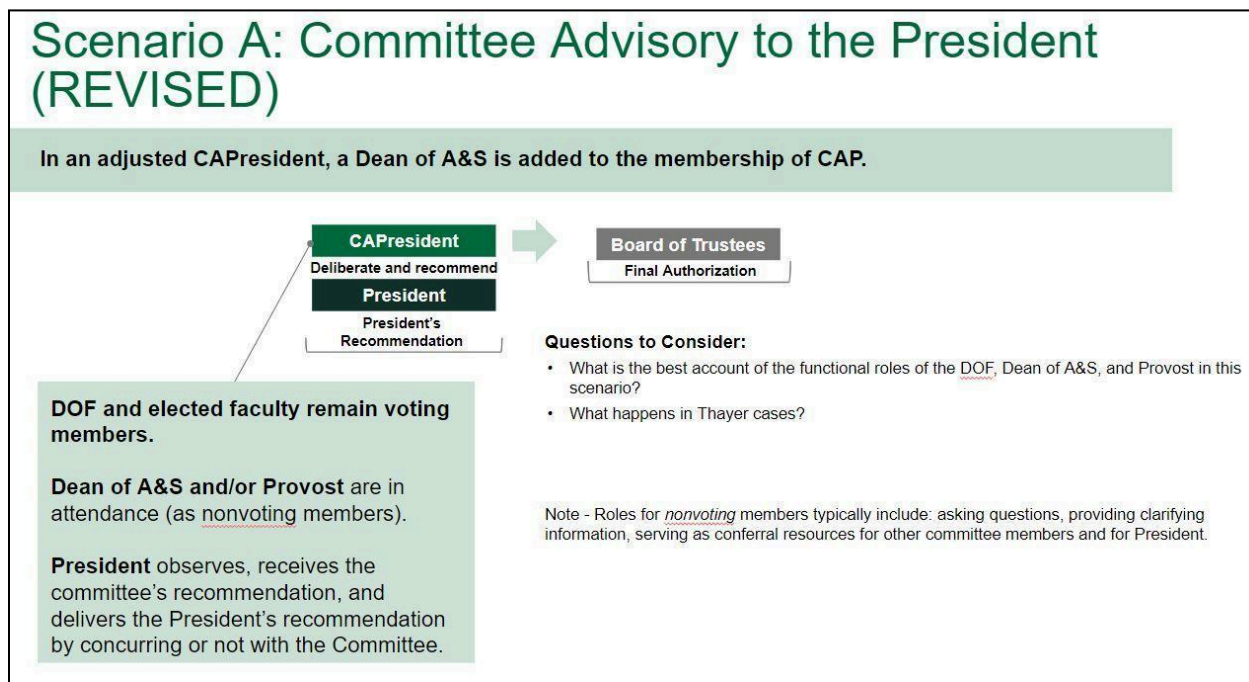 Scenario A: Committee Advisory to the President
(REVISED)
In an adjusted CAPresident, a Dean of A&S is added to the membership of CAP.
CAPresident
Deliberate and recommend
President
President's
Recommendation
Board of Trustees
Final Authorization
DOF and elected faculty remain voting
members.
Dean of A&S and/or Provost are in
attendance (as nonvoting members).
President observes, receives the
committee's recommendation, and
delivers the President's recommendation
by concurring or not with the Committee.
Questions to Consider:
• What is the best account of the functional roles of the DOF, Dean of A&S, and Provost in this
scenario?
• What happens in Thayer cases?
Note - Roles for nonvoting members typically include: asking questions, providing clarifying
information, serving as conferral resources for other committee members and for President.